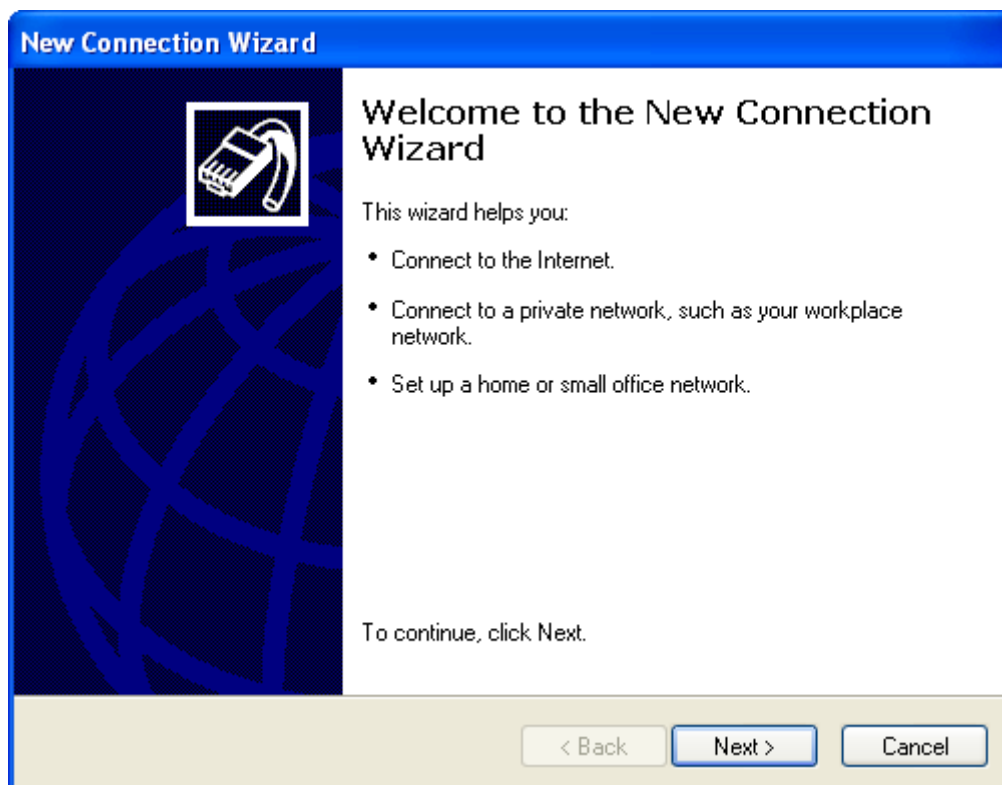 New Connection Wizard
Welcome to the New Connection
Wizard
This wizard helps you:
• Connect to the Internet.
• Connect to a private network, such as your workplace
network.
• Set up a home or small office network.
To continue, click Next.
< Back
Next >
Cancel